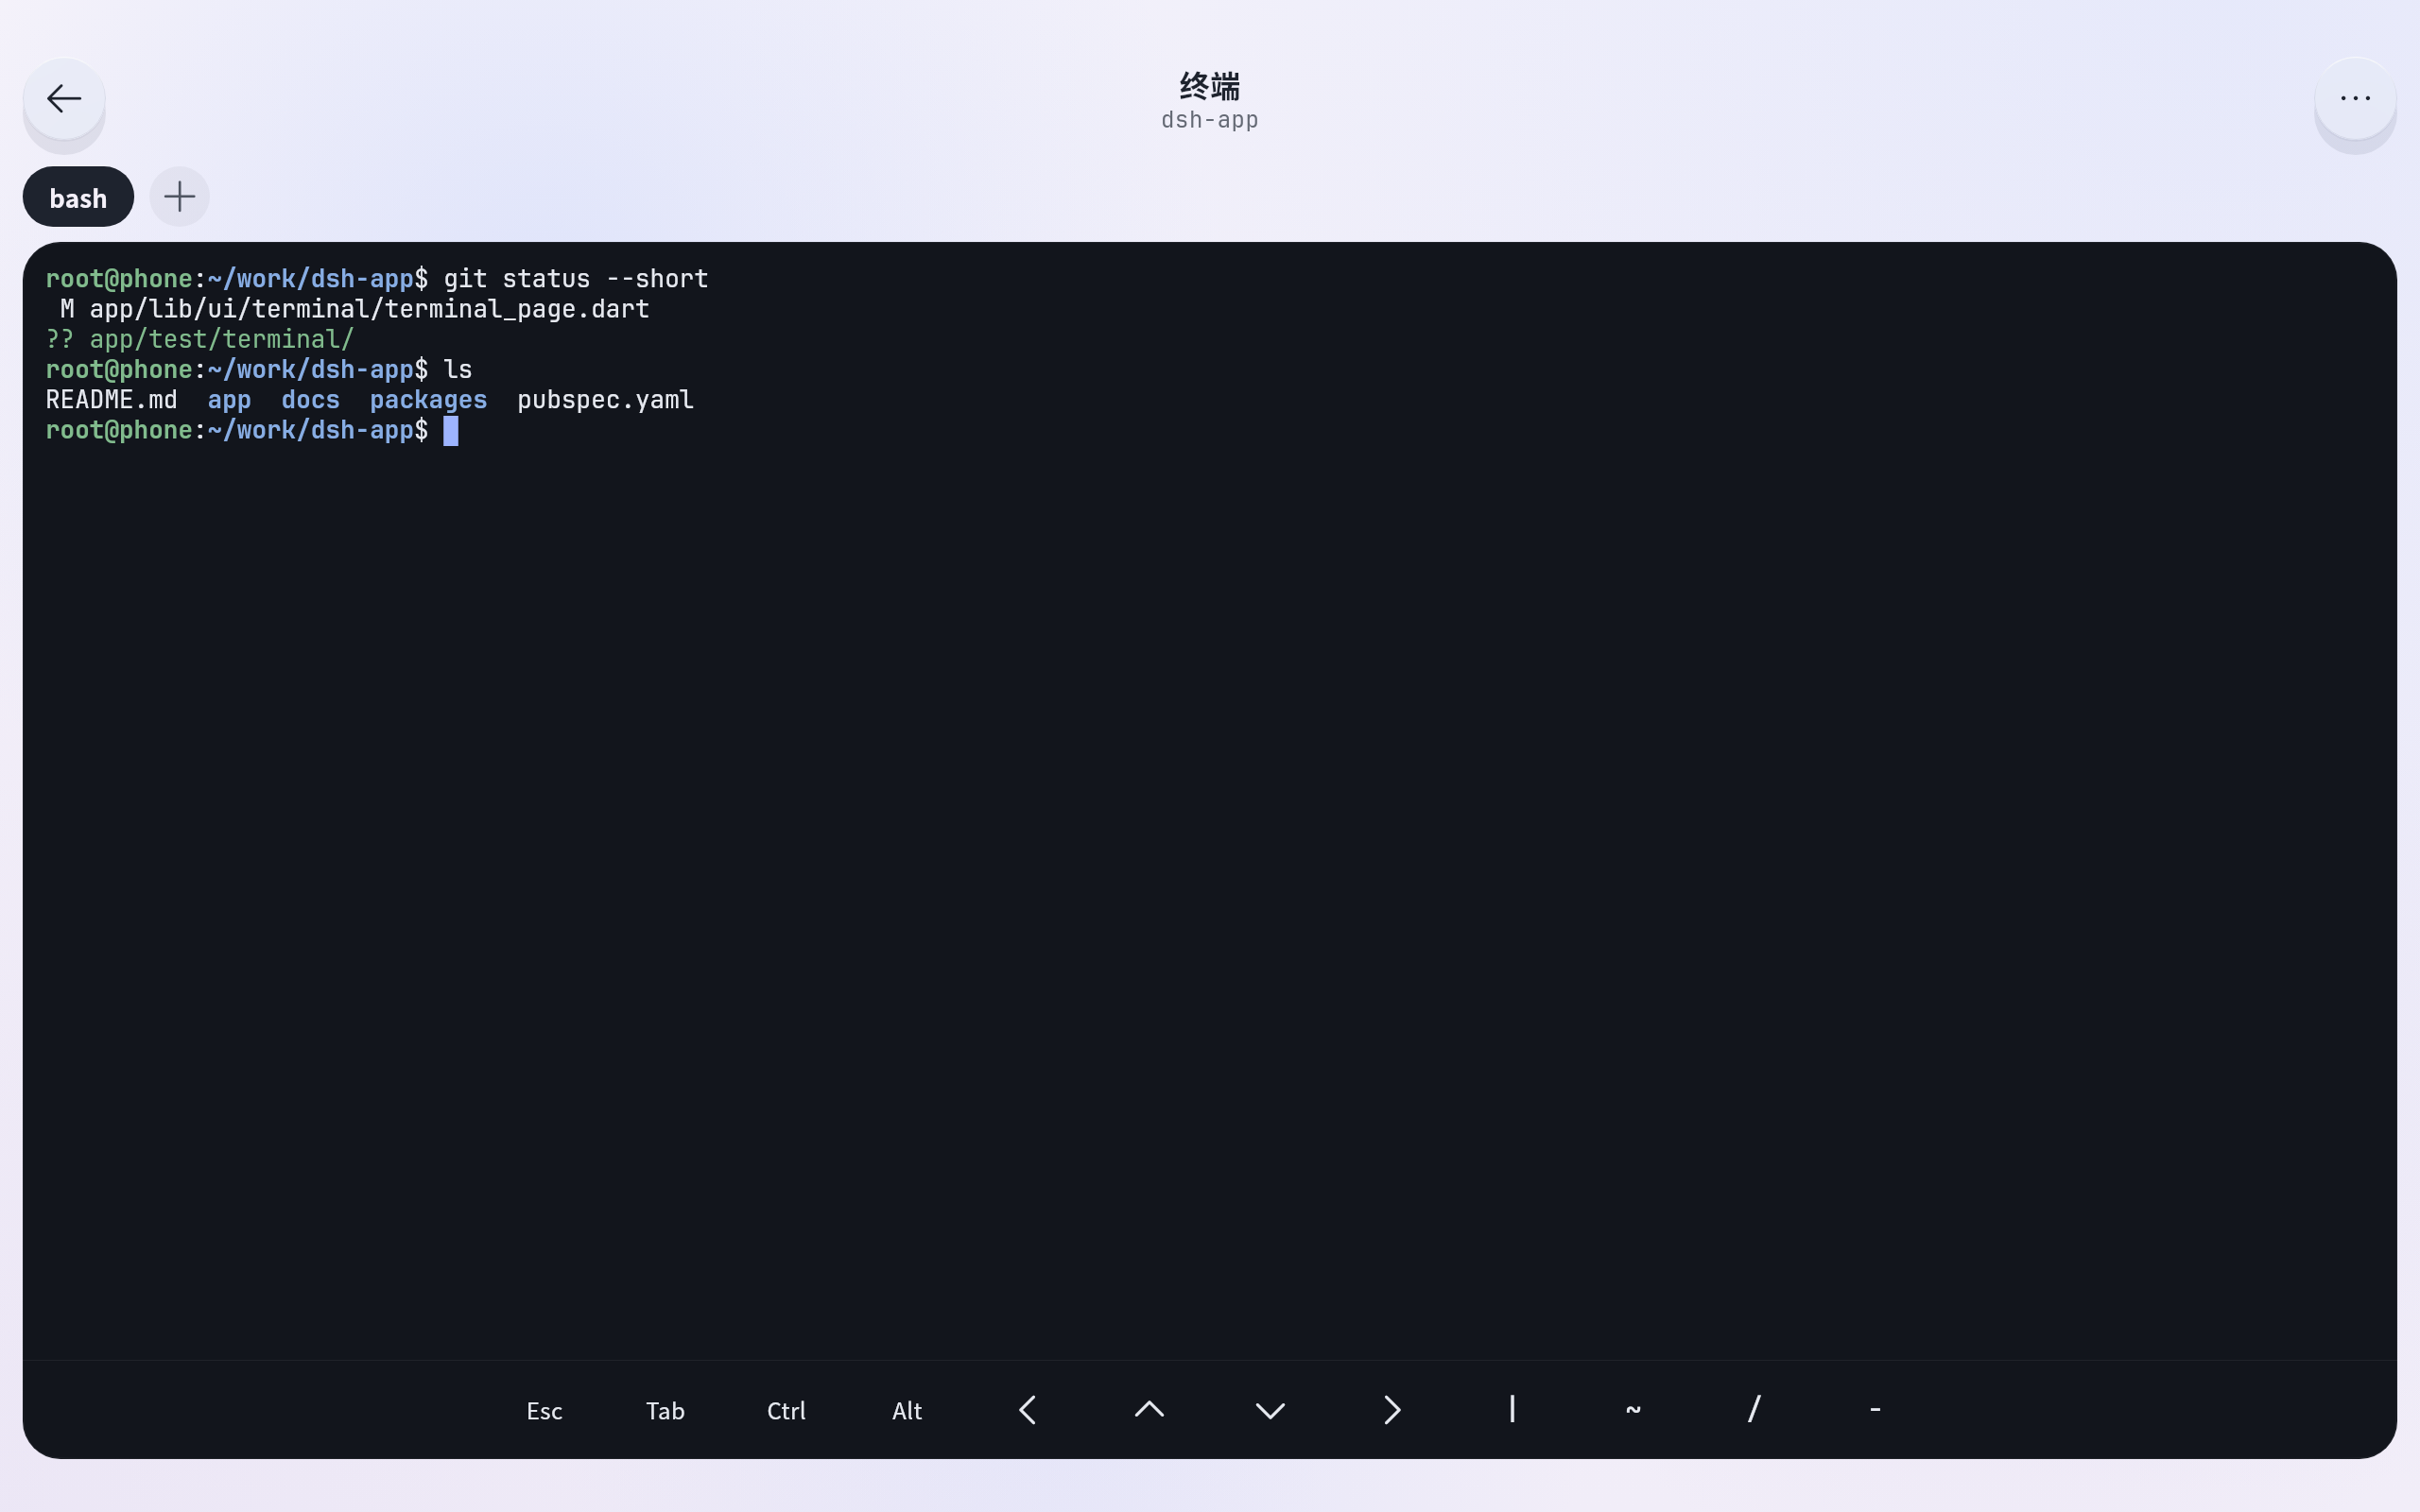 终端
dsh-app
bash
root@phone:~/work/dsh-app$ git status --short
 M app/lib/ui/terminal/terminal_page.dart
?? app/test/terminal/
root@phone:~/work/dsh-app$ ls
README.md  app  docs  packages  pubspec.yaml
root@phone:~/work/dsh-app$
Esc Tab Ctrl Alt | ~ / -